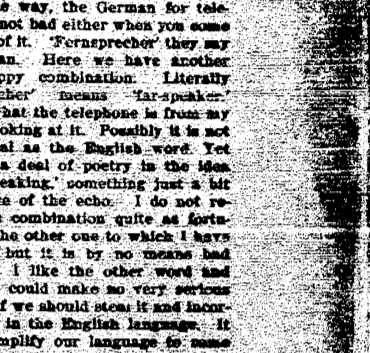 e way, the German for tele-
not bad either when you come
of it. 'Fernsprecher' they say
an. Here we have another
ppy combination. Literally
cher' means 'far-speaker.'
hat the telephone is from my
oking at it. Possibly it is not
al as the English word. Yet
a deal of poetry in the idea
eaking,' something just a bit
ce of the echo. I do not re-
combination quite as fortu-
he other one to which I have
but it is by no means bad
I like the other word and
could make no very serious
f we should steal it and incor-
in the English language. It
mplify our language to some